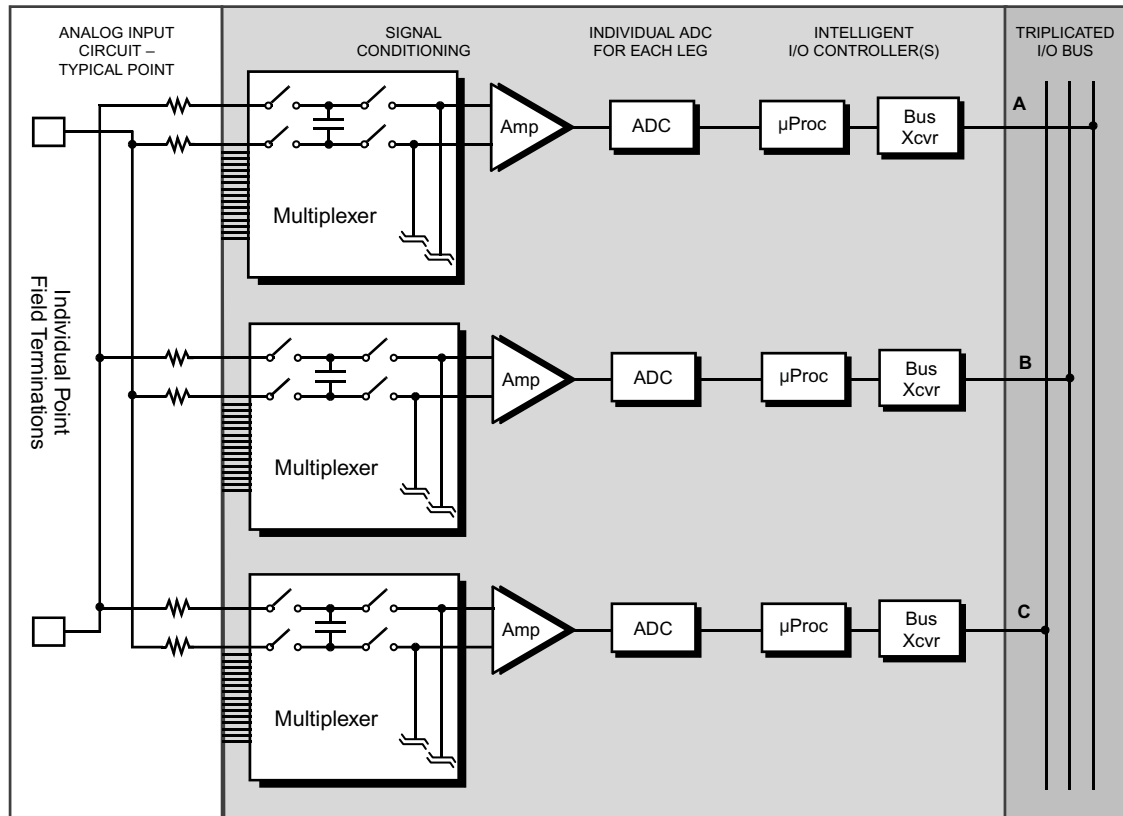 ANALOG INPUT
CIRCUIT –
TYPICAL POINT
SIGNAL
CONDITIONING
INDIVIDUAL ADC
FOR EACH LEG
INTELLIGENT
I/O CONTROLLER(S)
TRIPLICATED
I/O BUS
Individual Point
Field Terminations
Multiplexer
Amp
ADC
µProc
Bus
Xcvr
A
Multiplexer
Amp
ADC
µProc
Bus
Xcvr
B
Multiplexer
Amp
ADC
µProc
Bus
Xcvr
C